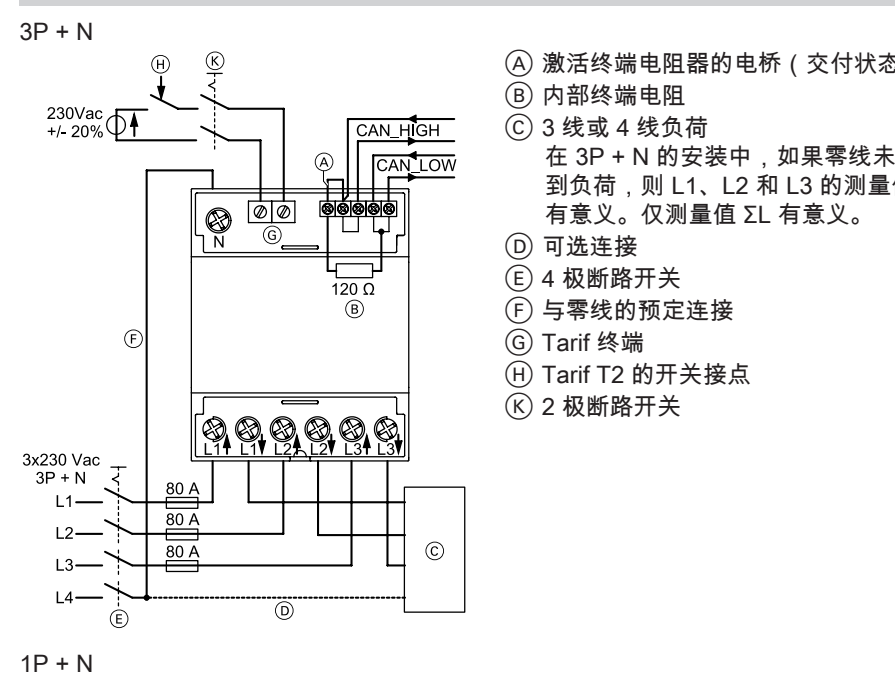 3P + N
H
K
230Vac
+/- 20%
CAN_HIGH
A
CAN_LOW
N
G
120 Ω
B
F
L1 L1 L2 L2 L3 L3
3x230 Vac
3P + N
L1
80 A
L2
80 A
L3
80 A
L4
C
D
E
A 激活终端电阻器的电桥（交付状态
B 内部终端电阻
C 3 线或 4 线负荷
在 3P + N 的安装中，如果零线未
到负荷，则 L1、L2 和 L3 的测量
有意义。仅测量值 ΣL 有意义。
D 可选连接
E 4 极断路开关
F 与零线的预定连接
G Tarif 终端
H Tarif T2 的开关接点
K 2 极断路开关
1P + N